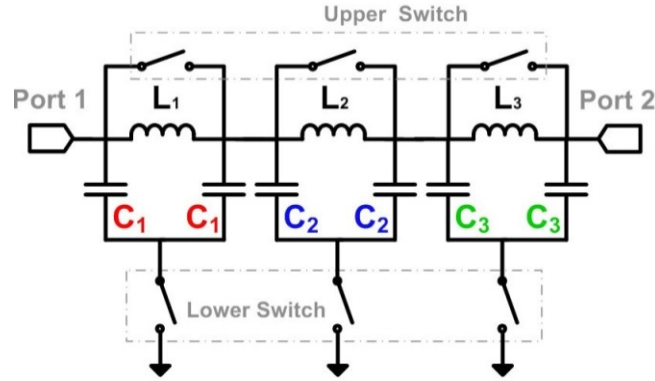 Upper Switch
Port 1 L1 L2 L3 Port 2
C1 C1 C2 C2 C3 C3
Lower Switch